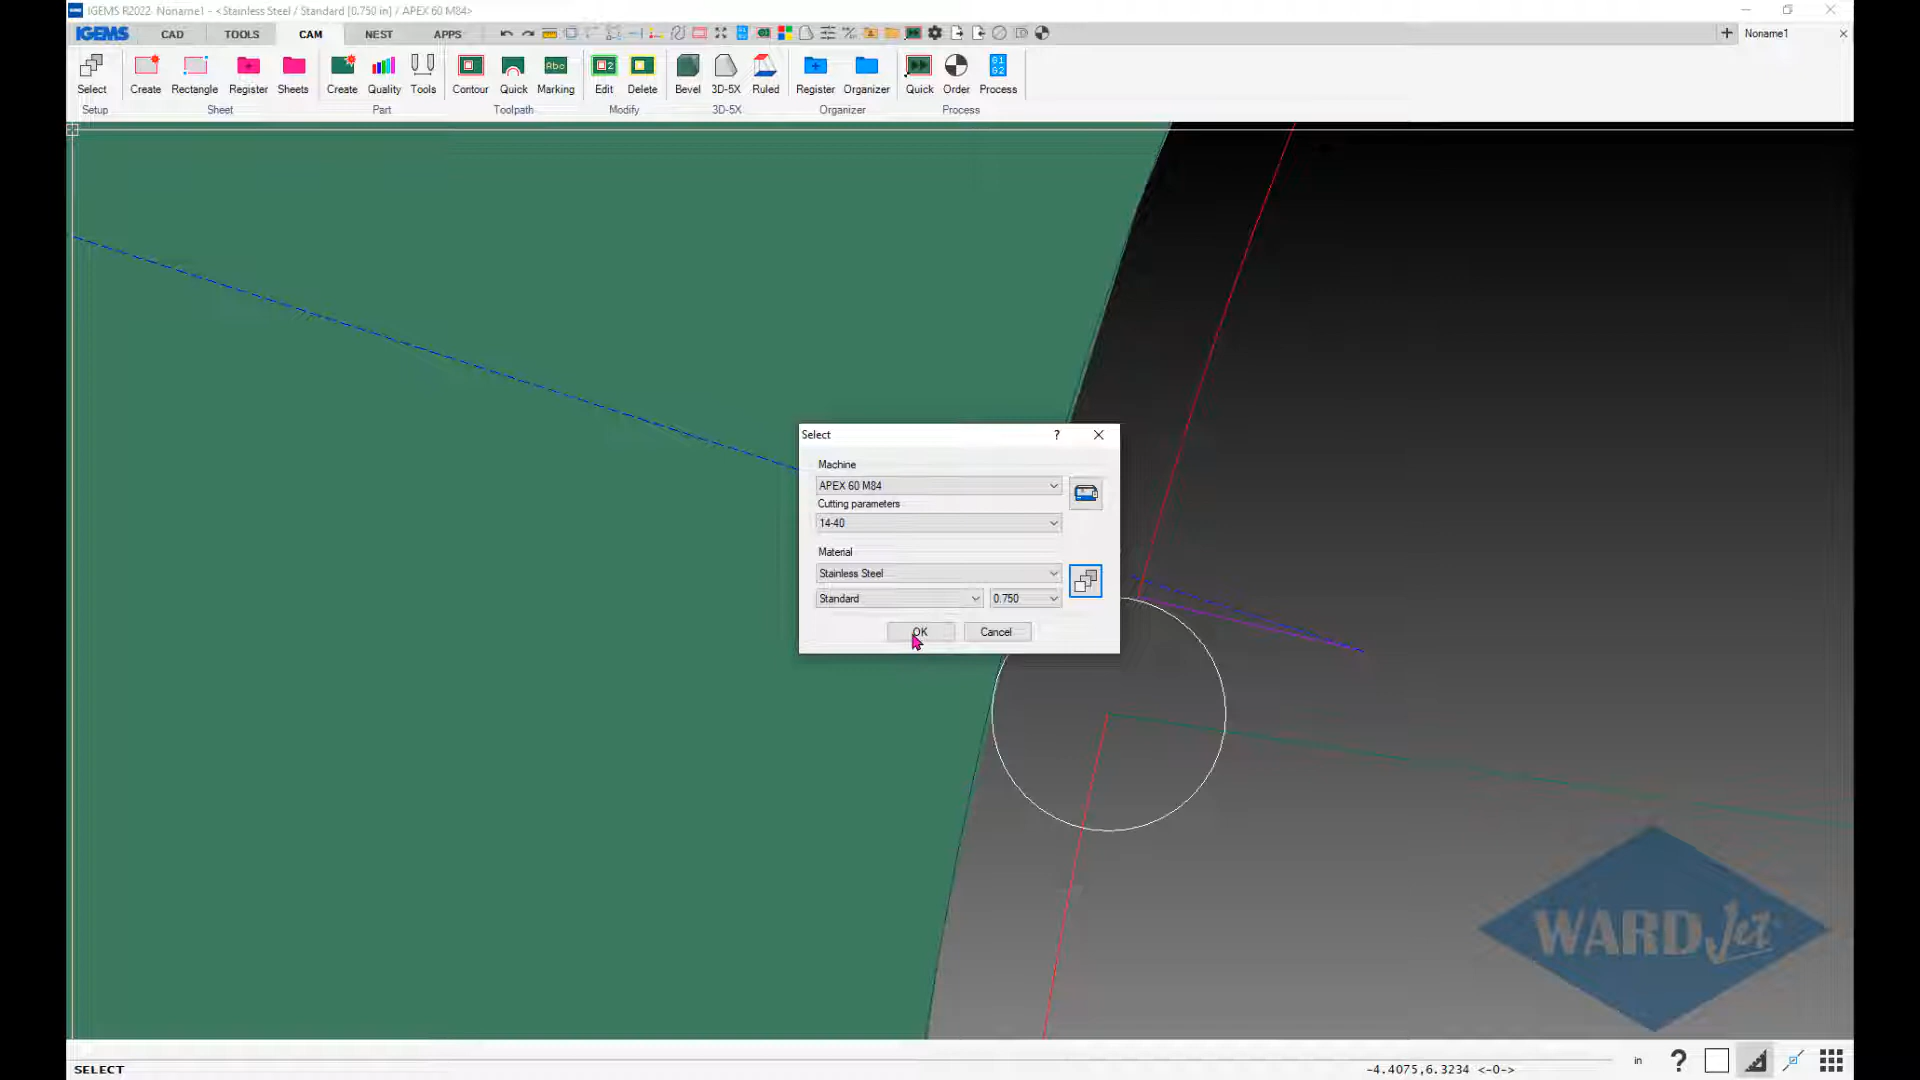 IGEMS R2022  Noname1 - <Stainless Steel / Standard [0.750 in] / APEX 60 M84>
IGEMS CAD TOOLS CAM NEST APPS Noname1
Select Create Rectangle Register Sheets Create Quality Tools Contour Quick Marking Edit Delete Bevel 3D-5X Ruled Register Organizer Quick Order Process
Setup Sheet Part Toolpath Modify 3D-5X Organizer Process
Select
Machine
APEX 60 M84
Cutting parameters
14-40
Material
Stainless Steel
Standard 0.750
OK Cancel
WARDJet
SELECT -4.4075,6.3234 <-0-> in